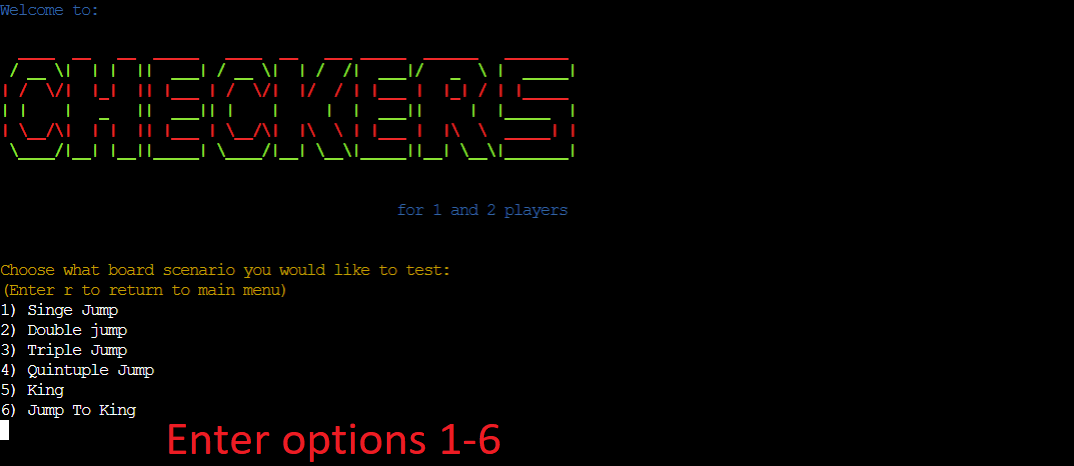 Welcome to:
CHECKERS
for 1 and 2 players
Choose what board scenario you would like to test:
(Enter r to return to main menu)
1) Singe Jump
2) Double jump
3) Triple Jump
4) Quintuple Jump
5) King
6) Jump To King
Enter options 1-6